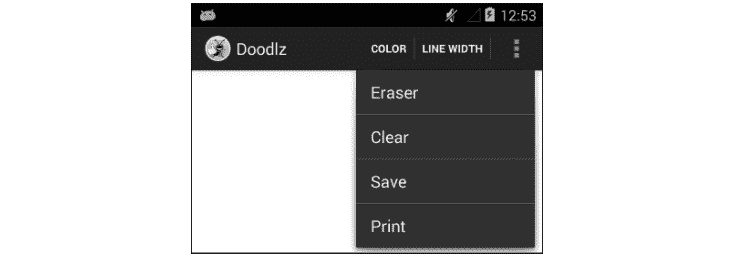 12:53
Doodlz COLOR LINE WIDTH
Eraser
Clear
Save
Print